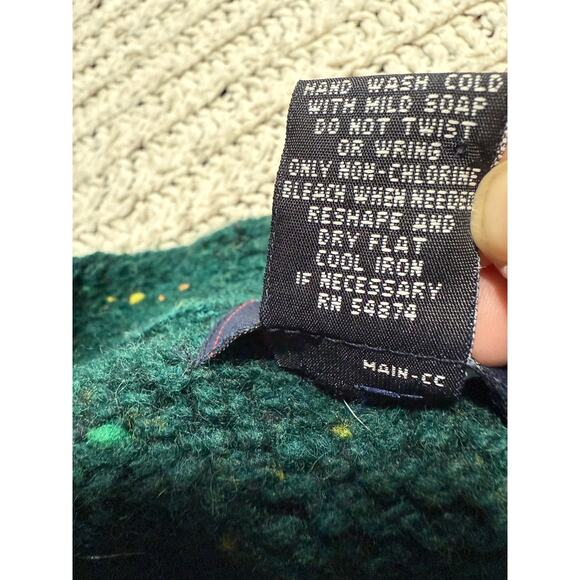 HAND WASH COLD
WITH MILD SOAP
DO NOT TWIST
OR WRING
ONLY NON-CHLORINE
BLEACH WHEN NEEDED
RESHAPE AND
DRY FLAT
COOL IRON
IF NECESSARY
RN 54874
MAIN-CC